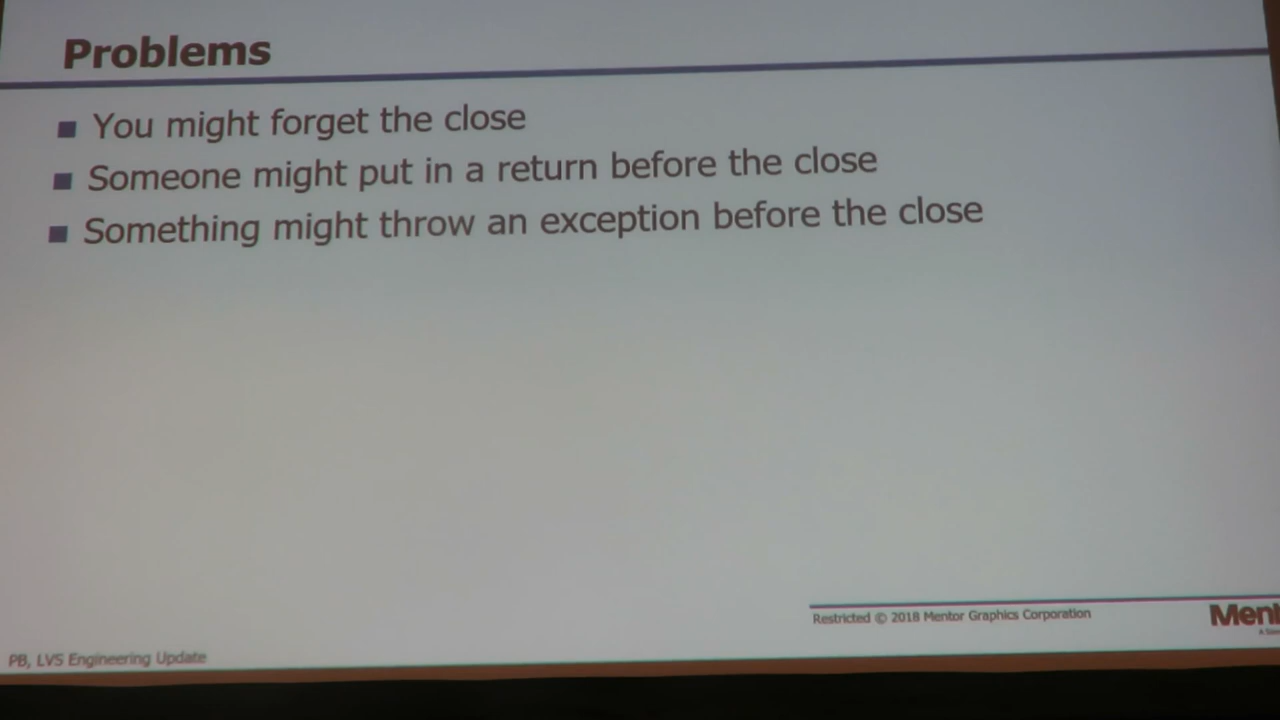 Problems
You might forget the close
Someone might put in a return before the close
Something might throw an exception before the close
Restricted © 2018 Mentor Graphics Corporation
PB, LVS Engineering Update